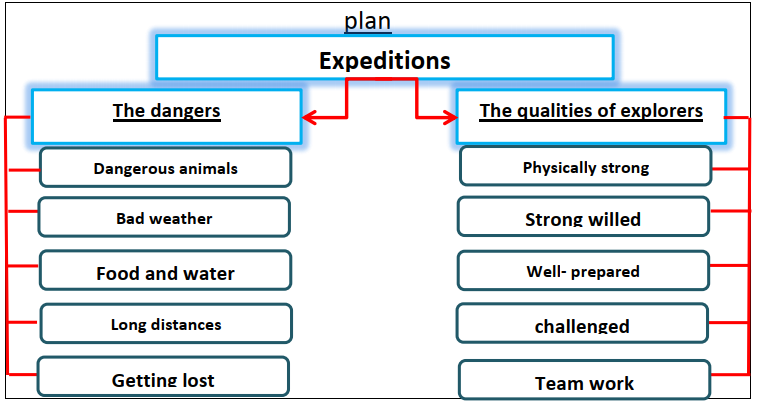 plan
Expeditions
The dangers
Dangerous animals
Bad weather
Food and water
Long distances
Getting lost
The qualities of explorers
Physically strong
Strong willed
Well- prepared
challenged
Team work